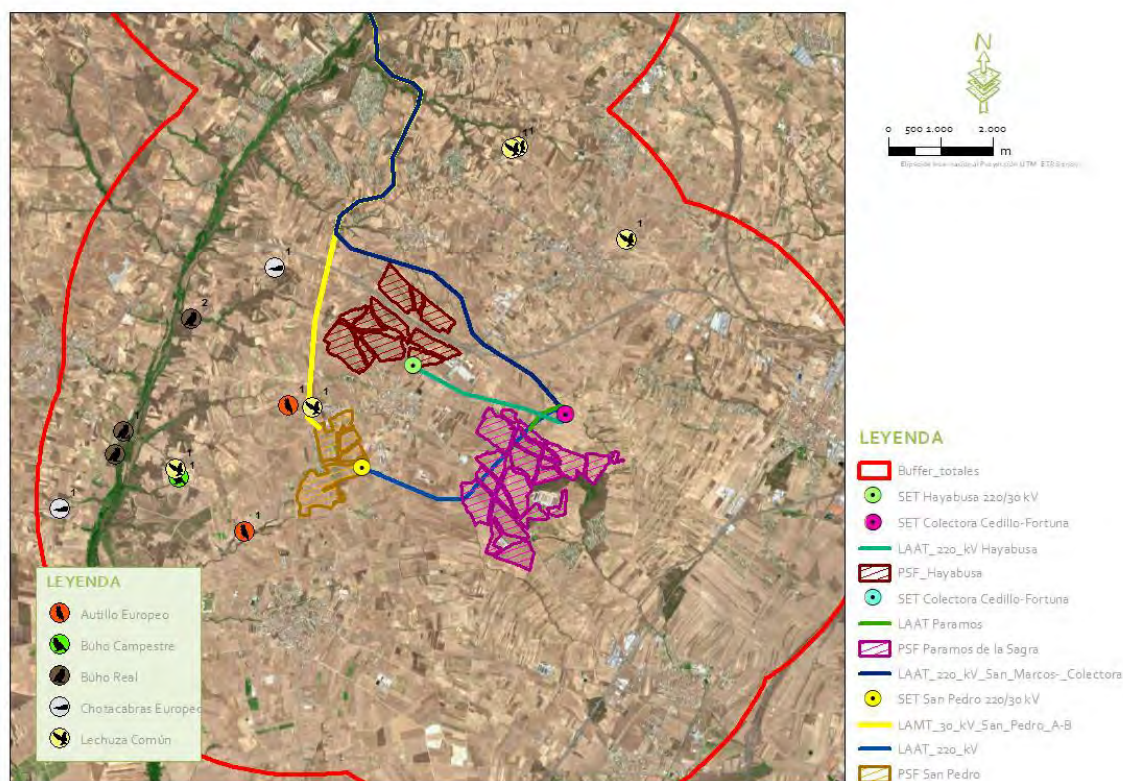 N
0 500 1.000 2.000
m
11
1
1
2
1
1
1
1
1
1
1
LEYENDA
Autillo Europeo
Búho Campestre
Búho Real
Chotacabras Europeo
Lechuza Común
LEYENDA
Buffer_totales
SET Hayabusa 220/30 kV
SET Colectora Cedillo-Fortuna
LAAT_220_kV Hayabusa
PSF_Hayabusa
SET Colectora Cedillo-Fortuna
LAAT Paramos
PSF Paramos de la Sagra
LAAT_220_kV_San_Marcos-_Colectora
SET San Pedro 220/30 kV
LAMT_30_kV_San_Pedro_A-B
LAAT_220_kV
PSF San Pedro